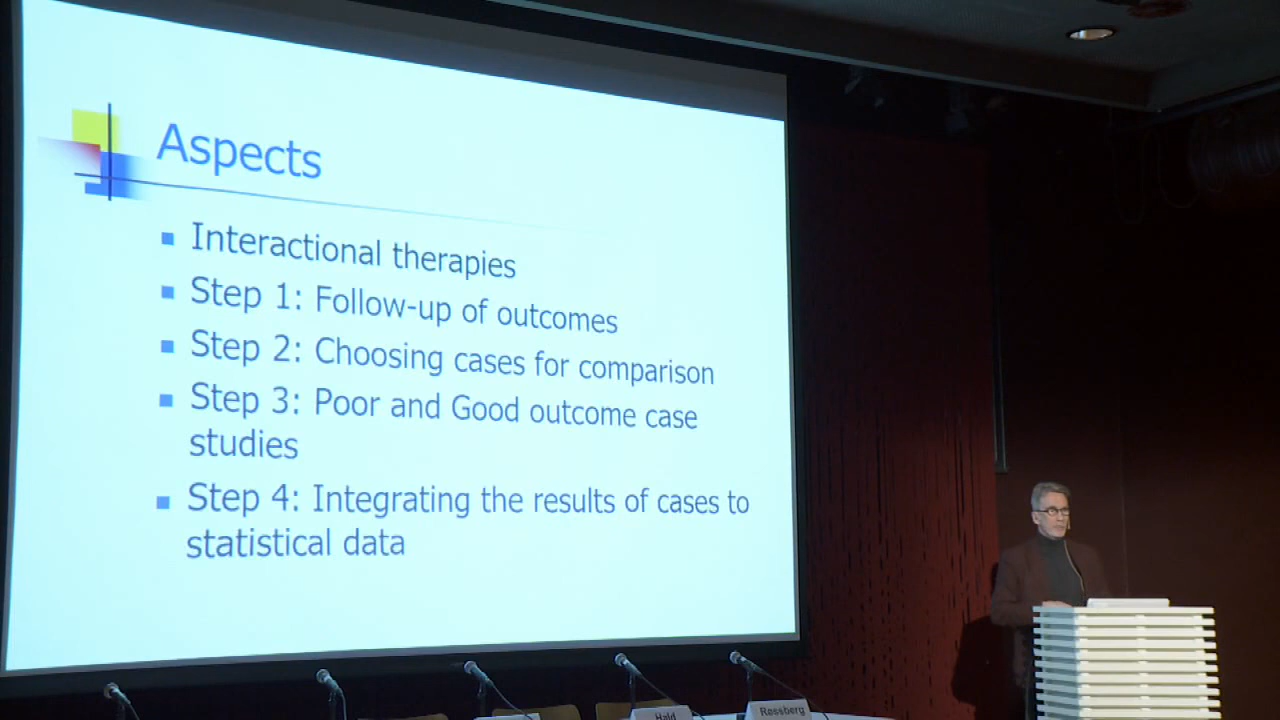 Aspects
Interactional therapies
Step 1: Follow-up of outcomes
Step 2: Choosing cases for comparison
Step 3: Poor and Good outcome case
studies
Step 4: Integrating the results of cases to
statistical data
Hald
Røssberg